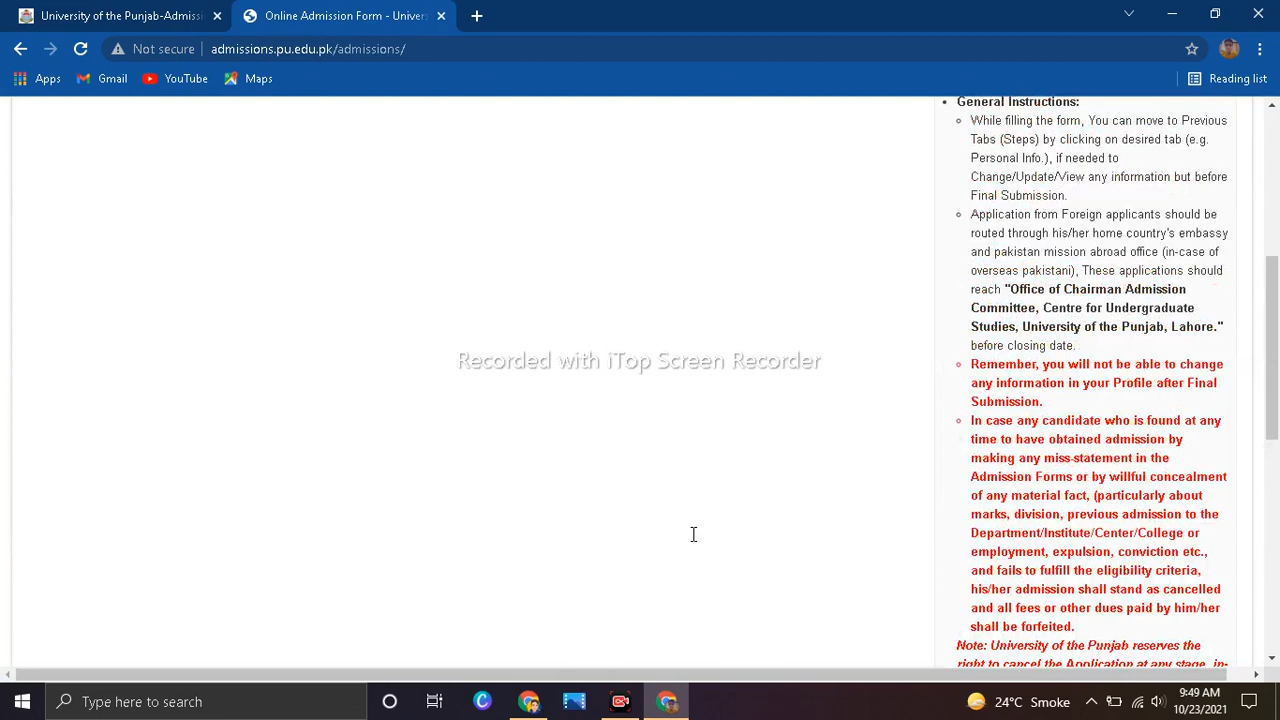 University of the Punjab-Admissi
Online Admission Form - Univers
Not secure
admissions.pu.edu.pk/admissions/
Apps
Gmail
YouTube
Maps
Reading list
General Instructions:
While filling the form, You can move to Previous
Tabs (Steps) by clicking on desired tab (e.g.
Personal Info.), if needed to
Change/Update/View any information but before
Final Submission.
Application from Foreign applicants should be
routed through his/her home country's embassy
and pakistan mission abroad office (in-case of
overseas pakistani), These applications should
reach "Office of Chairman Admission
Committee, Centre for Undergraduate
Studies, University of the Punjab, Lahore."
before closing date.
Remember, you will not be able to change
any information in your Profile after Final
Submission.
In case any candidate who is found at any
time to have obtained admission by
making any miss-statement in the
Admission Forms or by willful concealment
of any material fact, (particularly about
marks, division, previous admission to the
Department/Institute/Center/College or
employment, expulsion, conviction etc.,
and fails to fulfill the eligibility criteria,
his/her admission shall stand as cancelled
and all fees or other dues paid by him/her
shall be forfeited.
Note: University of the Punjab reserves the
right to cancel the Application at any stage, in-
Recorded with iTop Screen Recorder
Type here to search
24°C Smoke
9:49 AM
10/23/2021